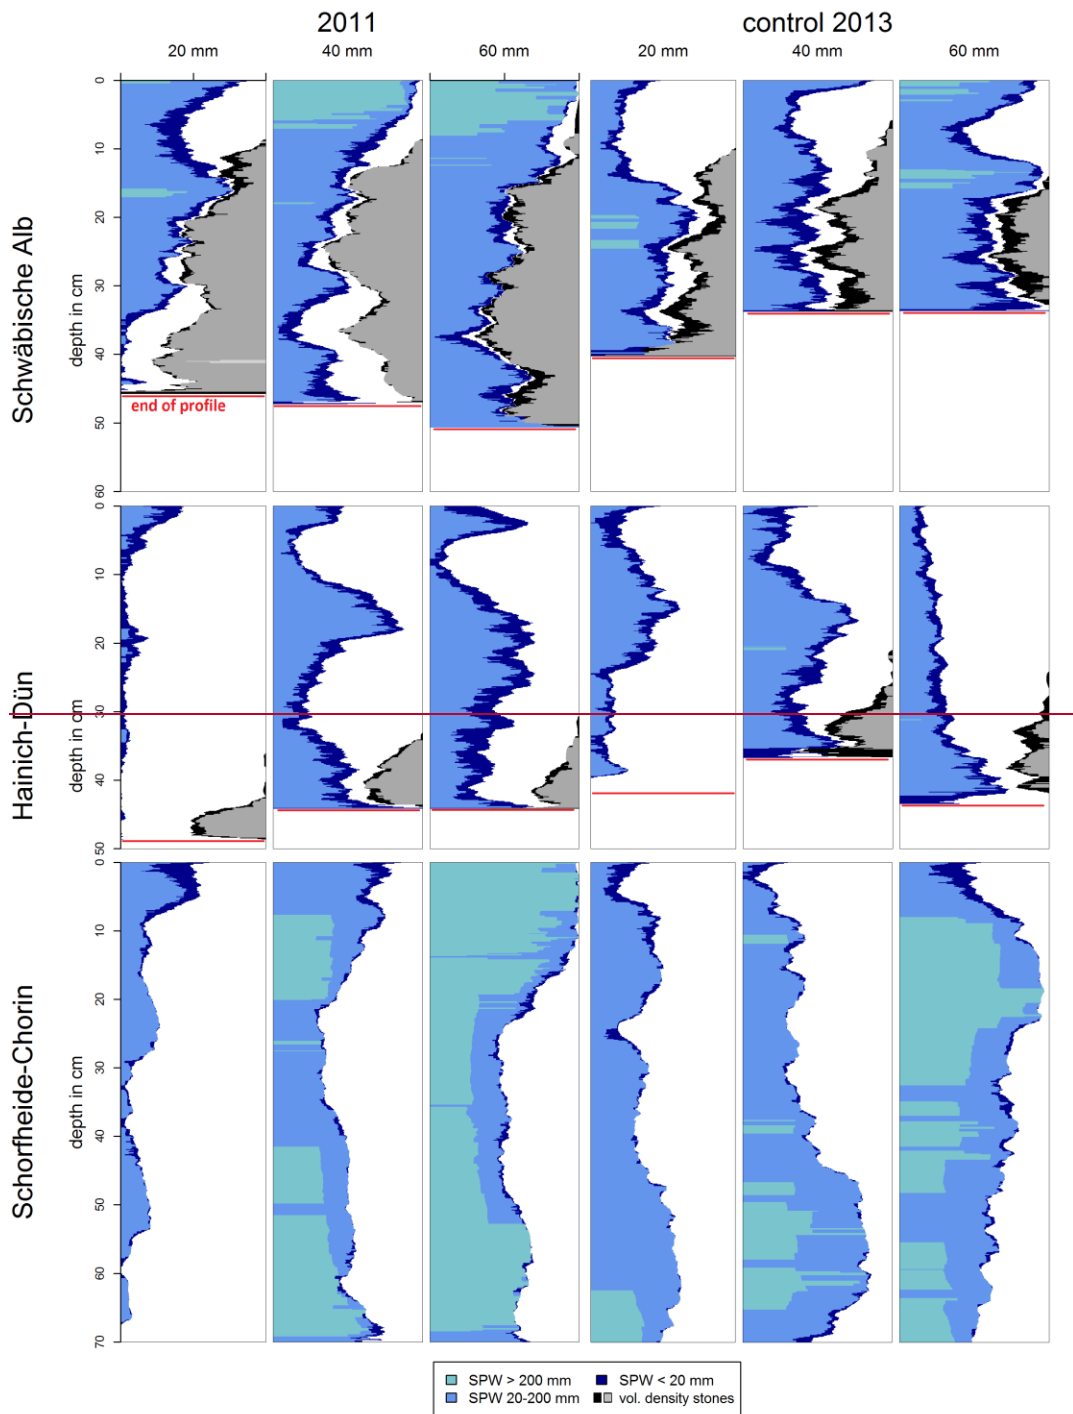 2011 control 2013
20 mm 40 mm 60 mm 20 mm 40 mm 60 mm
Schwäbische Alb
depth in cm
0
10
20
30
40
50
60
end of profile
Hainich-Dün
depth in cm
0
10
20
30
40
50
Schorfheide-Chorin
depth in cm
0
10
20
30
40
50
60
70
SPW > 200 mm SPW < 20 mm
SPW 20-200 mm vol. density stones